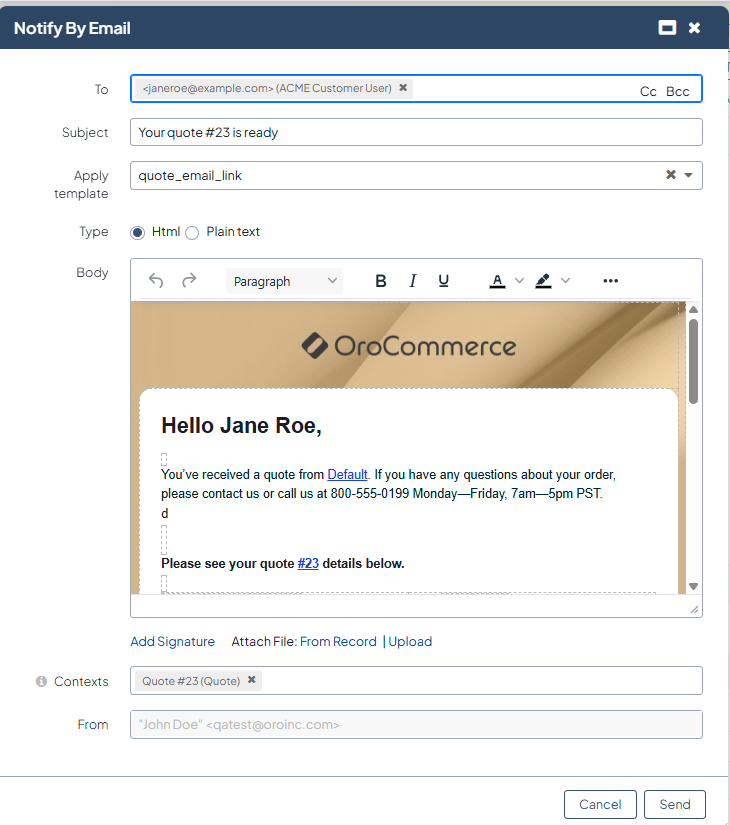 Notify By Email
To <janeroe@example.com> (ACME Customer User) Cc Bcc
Subject Your quote #23 is ready
Apply template quote_email_link
Type Html Plain text
Body Paragraph B I U A
OroCommerce
Hello Jane Roe,
You've received a quote from Default. If you have any questions about your order,
please contact us or call us at 800-555-0199 Monday—Friday, 7am—5pm PST.
d
Please see your quote #23 details below.
Add Signature Attach File: From Record | Upload
Contexts Quote #23 (Quote)
From "John Doe" <qatest@oroinc.com>
Cancel Send